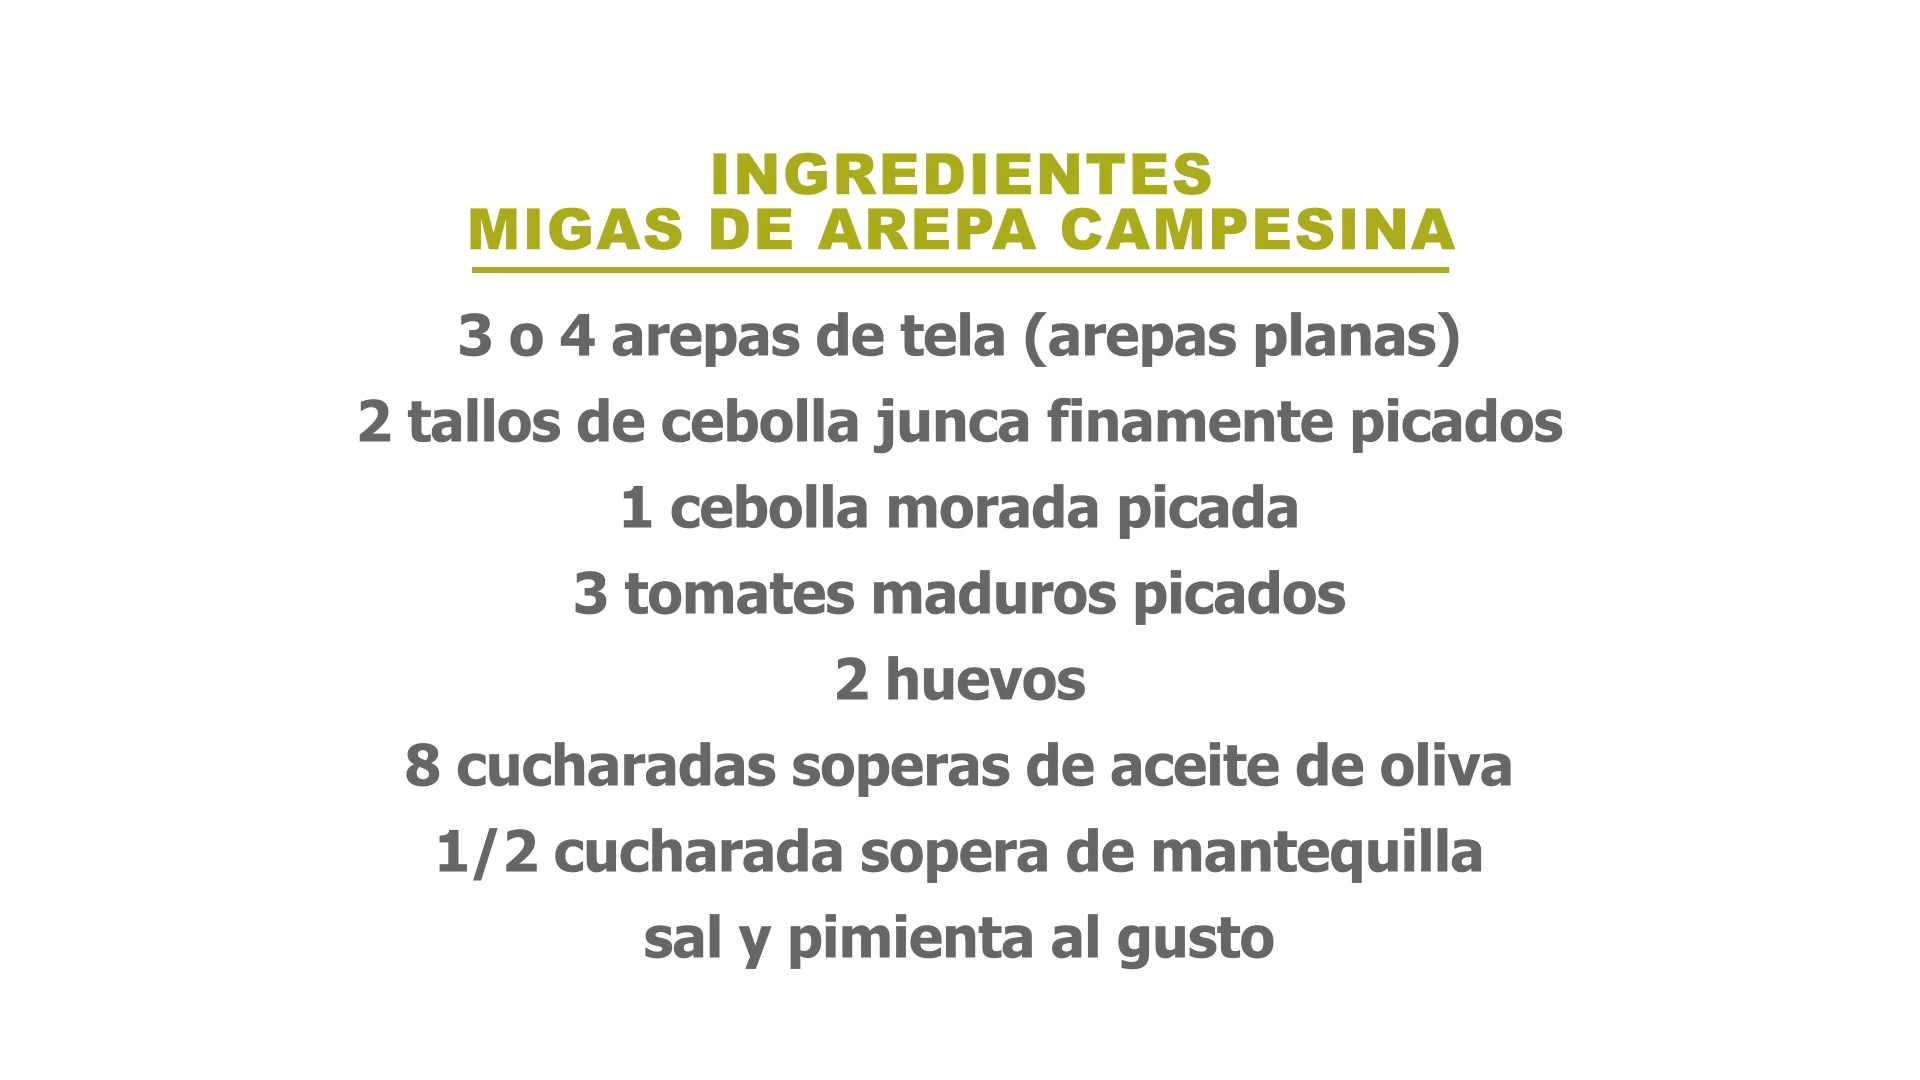 INGREDIENTES
MIGAS DE AREPA CAMPESINA
3 o 4 arepas de tela (arepas planas)
2 tallos de cebolla junca finamente picados
1 cebolla morada picada
3 tomates maduros picados
2 huevos
8 cucharadas soperas de aceite de oliva
1/2 cucharada sopera de mantequilla
sal y pimienta al gusto